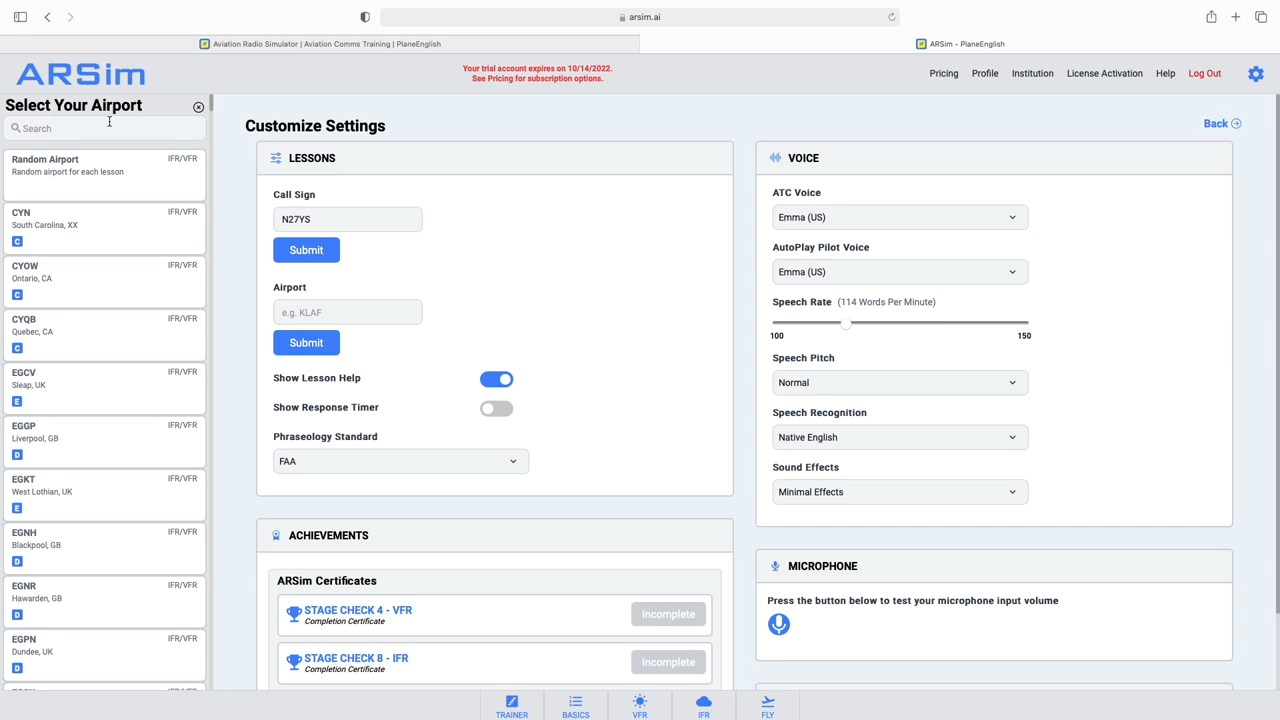 arsim.ai
Aviation Radio Simulator | Aviation Comms Training | PlaneEnglish
ARSim - PlaneEnglish
ARSim
Your trial account expires on 10/14/2022.
See Pricing for subscription options.
Pricing
Profile
Institution
License Activation
Help
Log Out
Select Your Airport
Search
Random Airport IFR/VFR
Random airport for each lesson
CYN IFR/VFR
South Carolina, XX
C
CYOW IFR/VFR
Ontario, CA
C
CYQB IFR/VFR
Quebec, CA
C
EGCV IFR/VFR
Sleap, UK
E
EGGP IFR/VFR
Liverpool, GB
D
EGKT IFR/VFR
West Lothian, UK
E
EGNH IFR/VFR
Blackpool, GB
D
EGNR IFR/VFR
Hawarden, GB
D
EGPN IFR/VFR
Dundee, UK
D
Customize Settings
Back
LESSONS
Call Sign
N27YS
Submit
Airport
e.g. KLAF
Submit
Show Lesson Help
Show Response Timer
Phraseology Standard
FAA
ACHIEVEMENTS
ARSim Certificates
STAGE CHECK 4 - VFR
Completion Certificate
Incomplete
STAGE CHECK 8 - IFR
Completion Certificate
Incomplete
VOICE
ATC Voice
Emma (US)
AutoPlay Pilot Voice
Emma (US)
Speech Rate (114 Words Per Minute)
100 150
Speech Pitch
Normal
Speech Recognition
Native English
Sound Effects
Minimal Effects
MICROPHONE
Press the button below to test your microphone input volume
TRAINER
BASICS
VFR
IFR
FLY